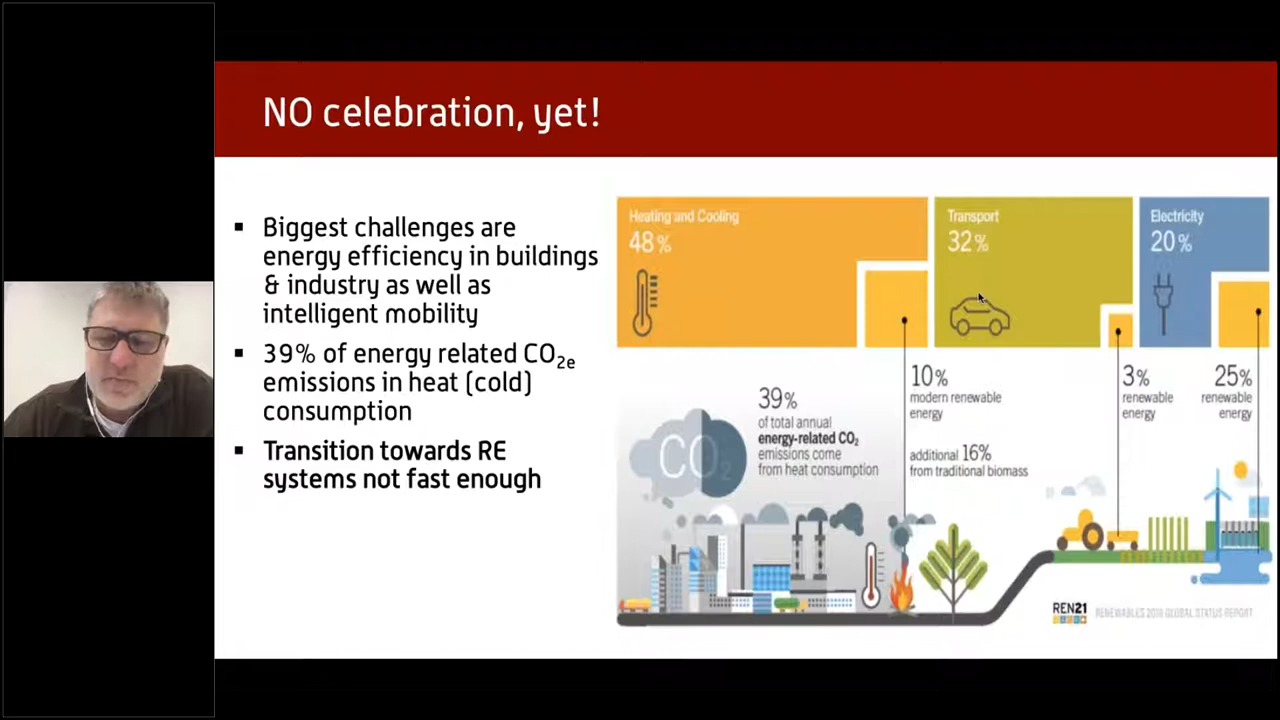 NO celebration, yet!
▪ Biggest challenges are
energy efficiency in buildings
& industry as well as
intelligent mobility
▪ 39% of energy related CO₂ₑ
emissions in heat (cold)
consumption
▪ Transition towards RE
systems not fast enough
Heating and Cooling
48%
Transport
32%
Electricity
20%
10%
modern renewable
energy
additional 16%
from traditional biomass
3%
renewable
energy
25%
renewable
energy
39%
of total annual
energy-related CO₂
emissions come
from heat consumption
CO₂
REN21
GLOBAL STATUS REPORT